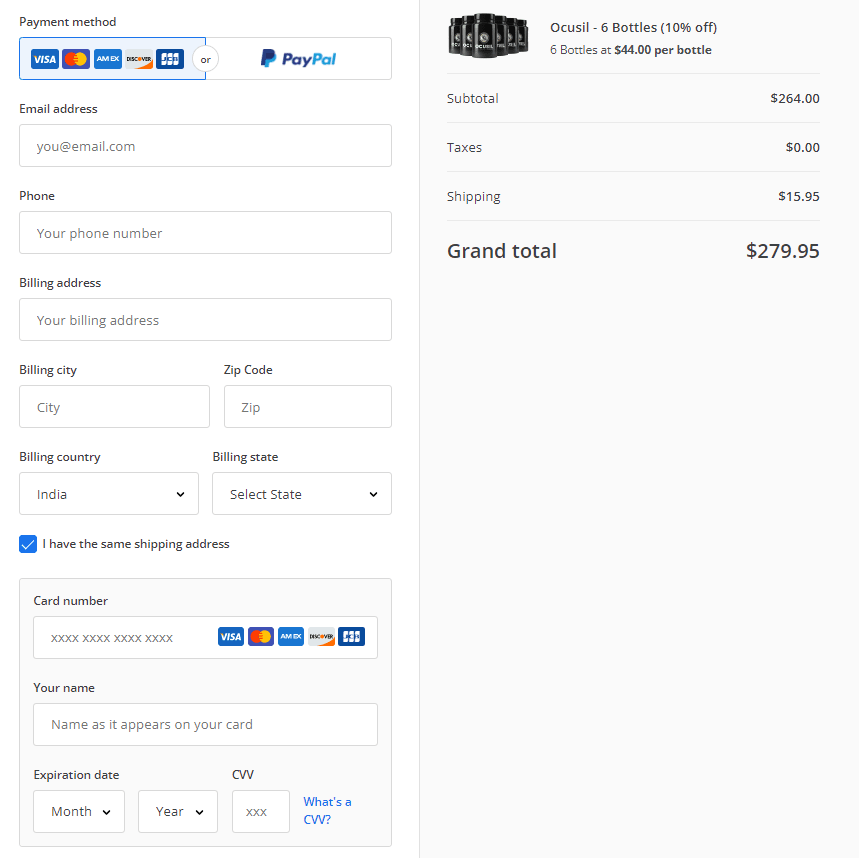 Payment method
VISA AMEX DISCOVER JCB or PayPal
Email address
you@email.com
Phone
Your phone number
Billing address
Your billing address
Billing city Zip Code
City Zip
Billing country Billing state
India Select State
I have the same shipping address
Card number
xxxx xxxx xxxx xxxx VISA AMEX DISCOVER JCB
Your name
Name as it appears on your card
Expiration date CVV
Month Year xxx What's a
CVV?
OCUSIL
Ocusil - 6 Bottles (10% off)
6 Bottles at $44.00 per bottle
Subtotal $264.00
Taxes $0.00
Shipping $15.95
Grand total $279.95